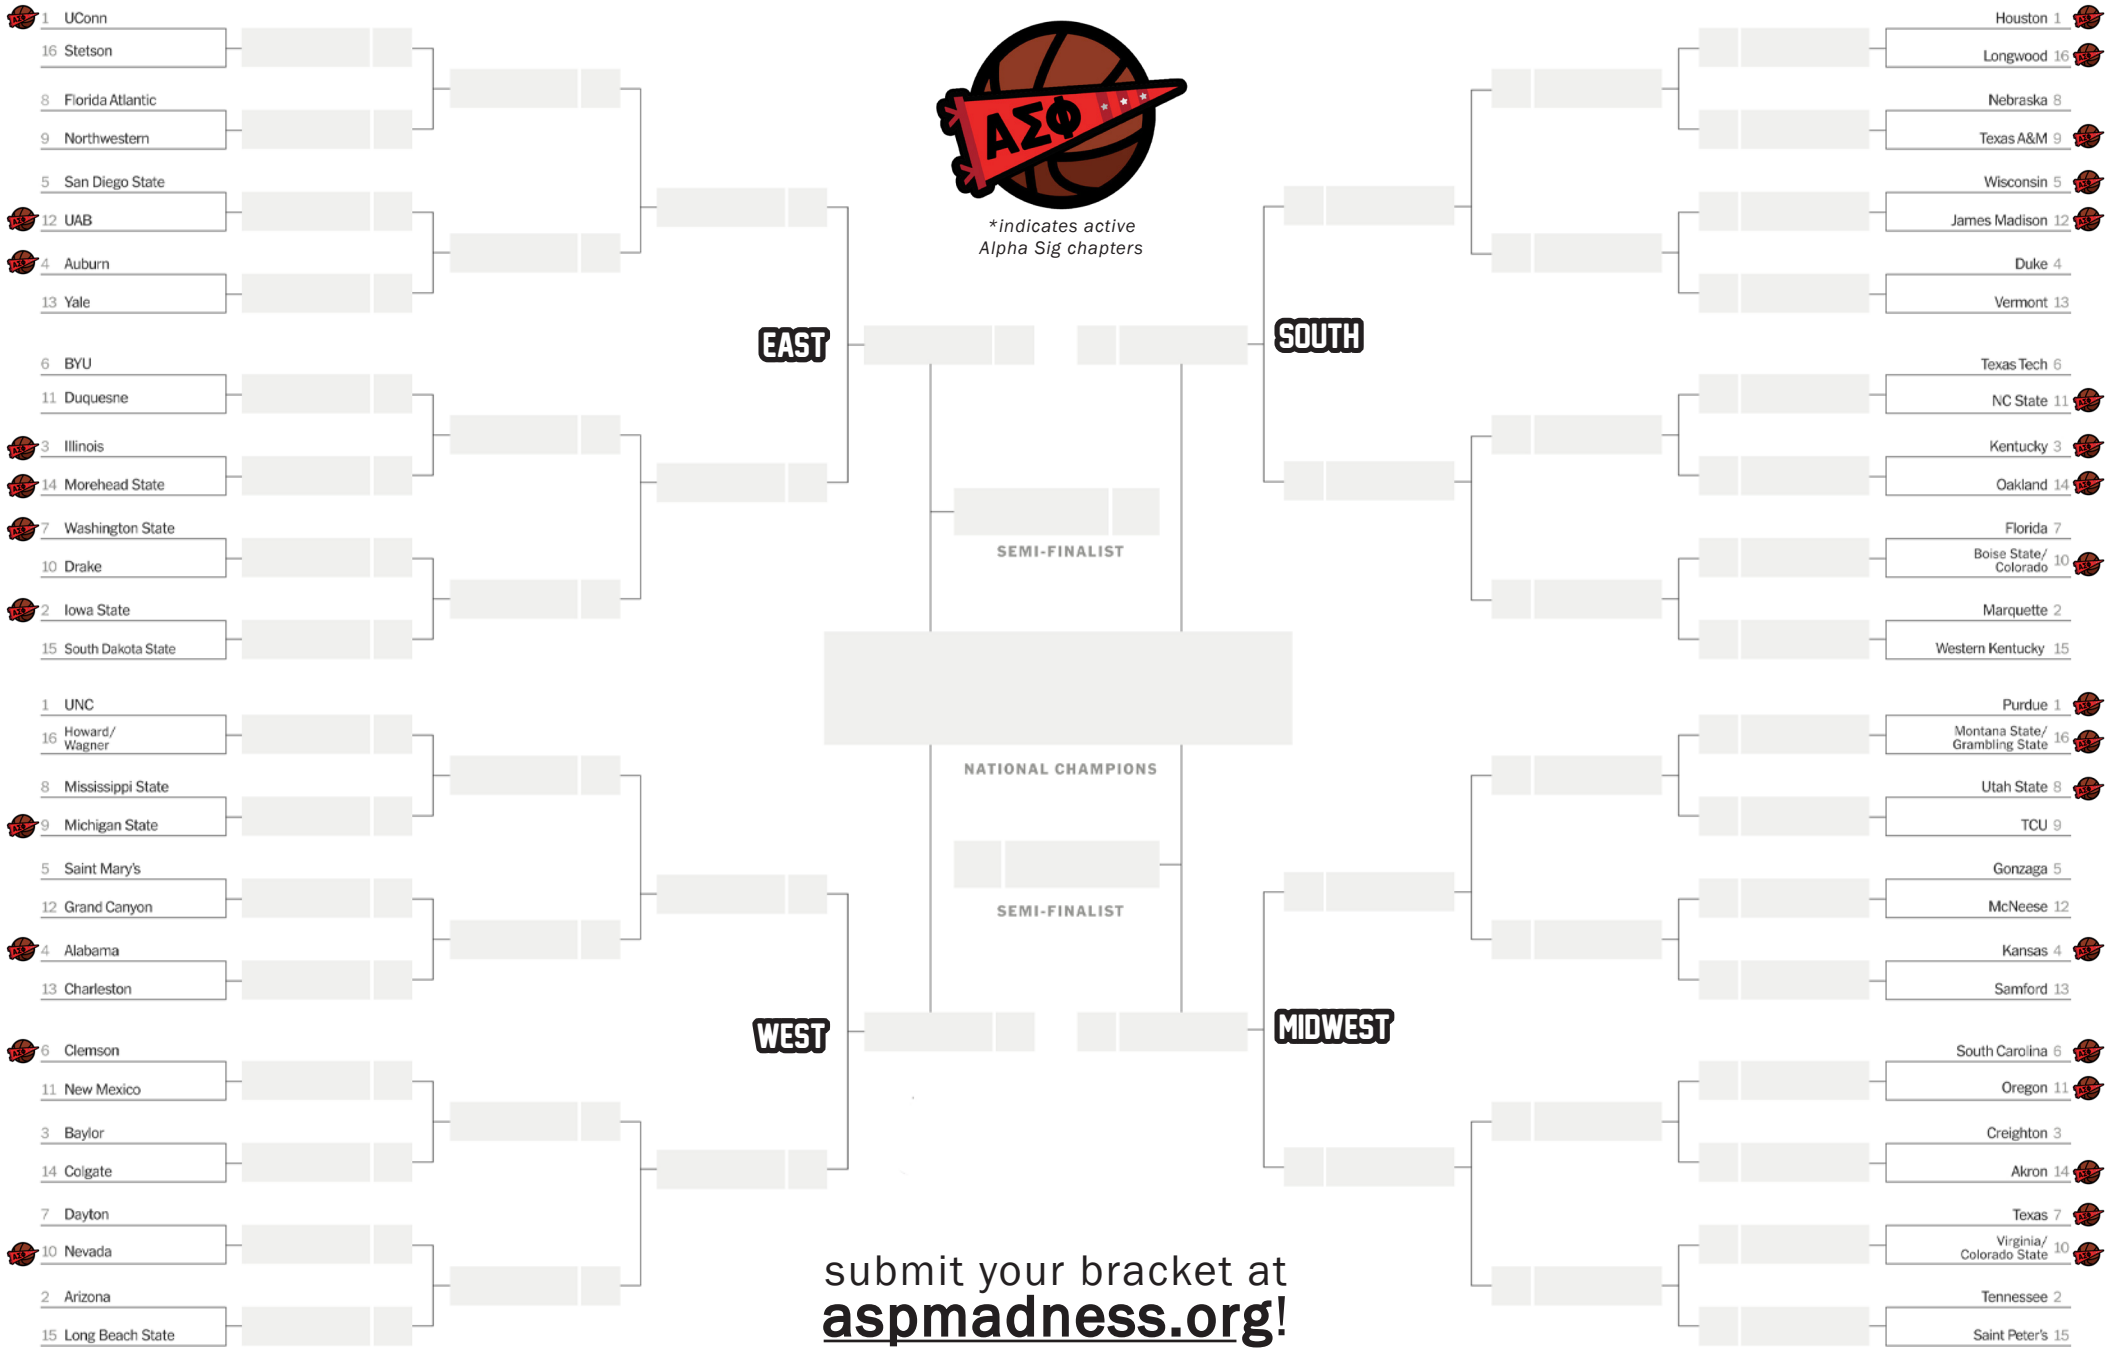 1 UConn
16 Stetson
8 Florida Atlantic
9 Northwestern
5 San Diego State
12 UAB
4 Auburn
13 Yale
6 BYU
11 Duquesne
3 Illinois
14 Morehead State
7 Washington State
10 Drake
2 Iowa State
15 South Dakota State
EAST
1 UNC
16 Howard/
Wagner
8 Mississippi State
9 Michigan State
5 Saint Mary's
12 Grand Canyon
4 Alabama
13 Charleston
6 Clemson
11 New Mexico
3 Baylor
14 Colgate
7 Dayton
10 Nevada
2 Arizona
15 Long Beach State
WEST
ΑΣΦ
*indicates active
Alpha Sig chapters
SEMI-FINALIST
NATIONAL CHAMPIONS
SEMI-FINALIST
submit your bracket at
aspmadness.org!
Houston 1
Longwood 16
Nebraska 8
Texas A&M 9
Wisconsin 5
James Madison 12
Duke 4
Vermont 13
SOUTH
Texas Tech 6
NC State 11
Kentucky 3
Oakland 14
Florida 7
Boise State/
Colorado 10
Marquette 2
Western Kentucky 15
Purdue 1
Montana State/
Grambling State 16
Utah State 8
TCU 9
Gonzaga 5
McNeese 12
Kansas 4
Samford 13
MIDWEST
South Carolina 6
Oregon 11
Creighton 3
Akron 14
Texas 7
Virginia/
Colorado State 10
Tennessee 2
Saint Peter's 15